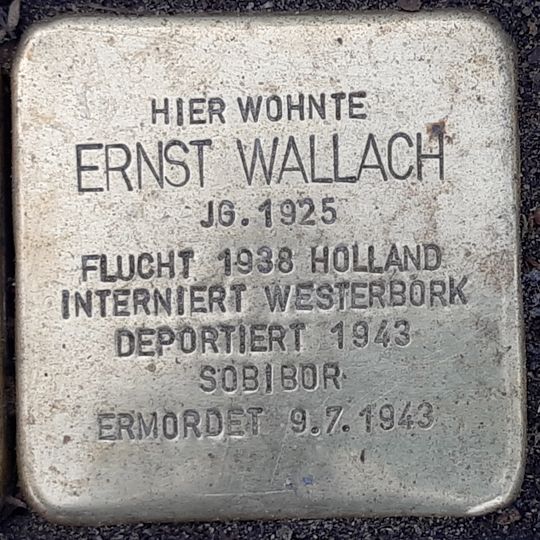 HIER WOHNTE
ERNST WALLACH
JG. 1925
FLUCHT 1938 HOLLAND
INTERNIERT WESTERBORK
DEPORTIERT 1943
SOBIBOR
ERMORDET 9.7.1943